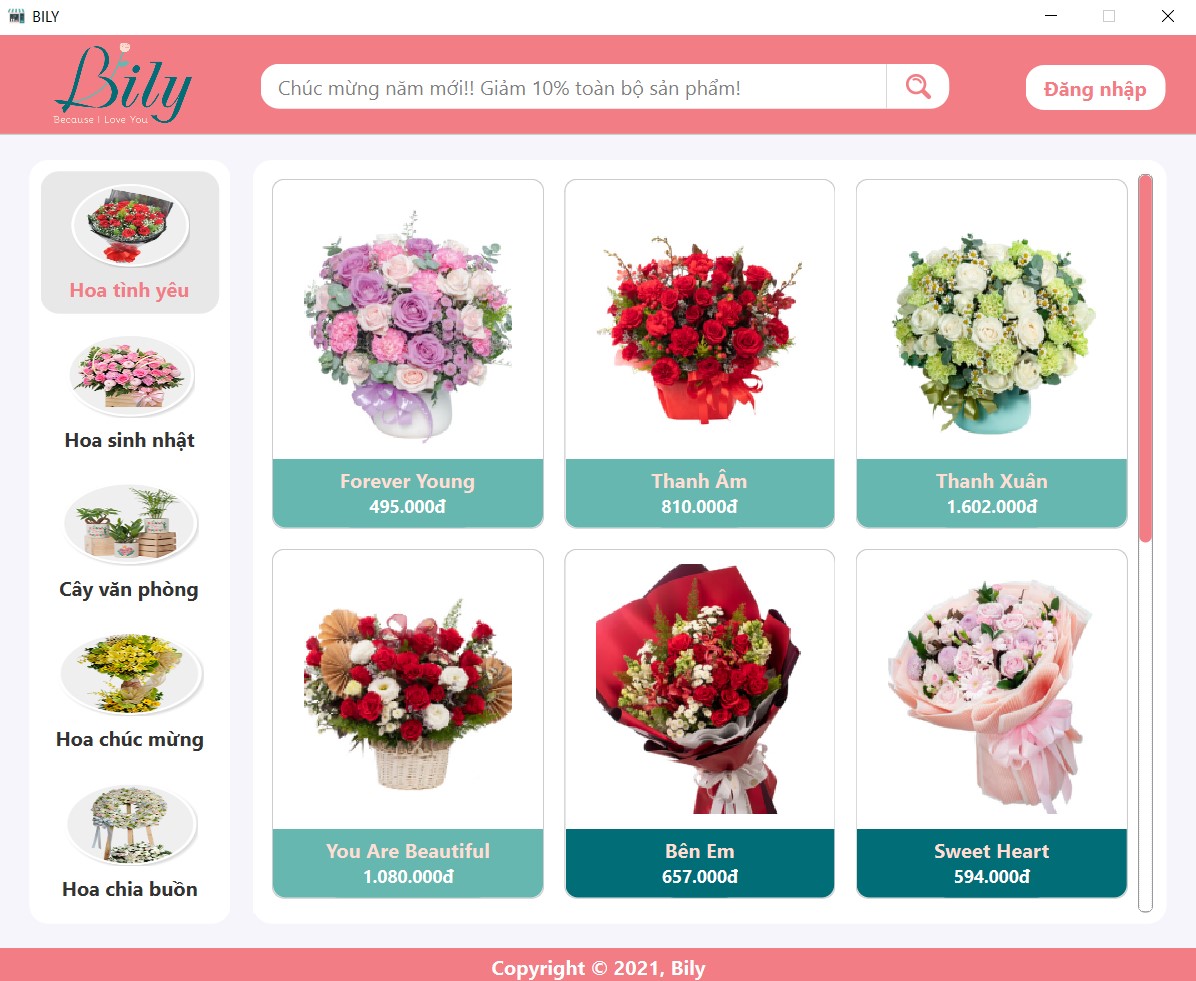 BILY
Bily
Because I Love You
Chúc mừng năm mới!! Giảm 10% toàn bộ sản phẩm!
Đăng nhập
Hoa tình yêu
Hoa sinh nhật
Cây văn phòng
Hoa chúc mừng
Hoa chia buồn
Forever Young
495.000đ
Thanh Âm
810.000đ
Thanh Xuân
1.602.000đ
You Are Beautiful
1.080.000đ
Bên Em
657.000đ
Sweet Heart
594.000đ
Copyright © 2021, Bily